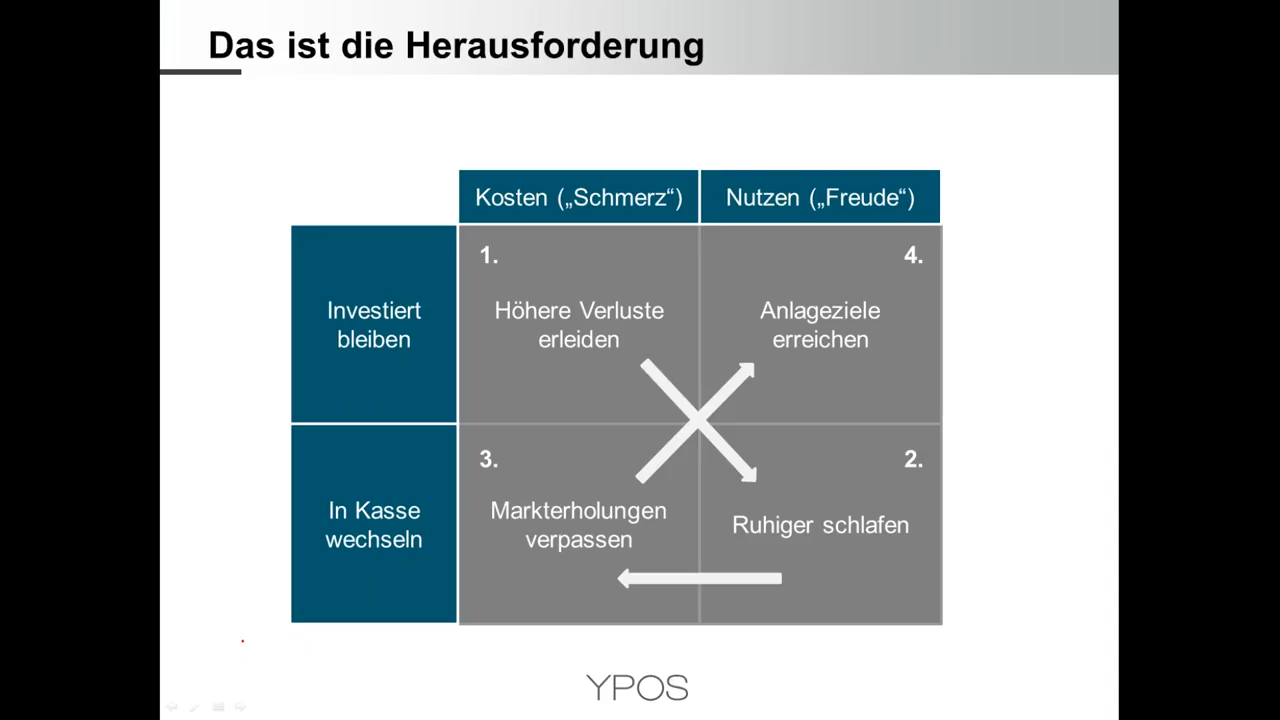 Das ist die Herausforderung
Kosten („Schmerz“)
Nutzen („Freude“)
Investiert
bleiben
1.
Höhere Verluste
erleiden
4.
Anlageziele
erreichen
In Kasse
wechseln
3.
Markterholungen
verpassen
2.
Ruhiger schlafen
YPOS